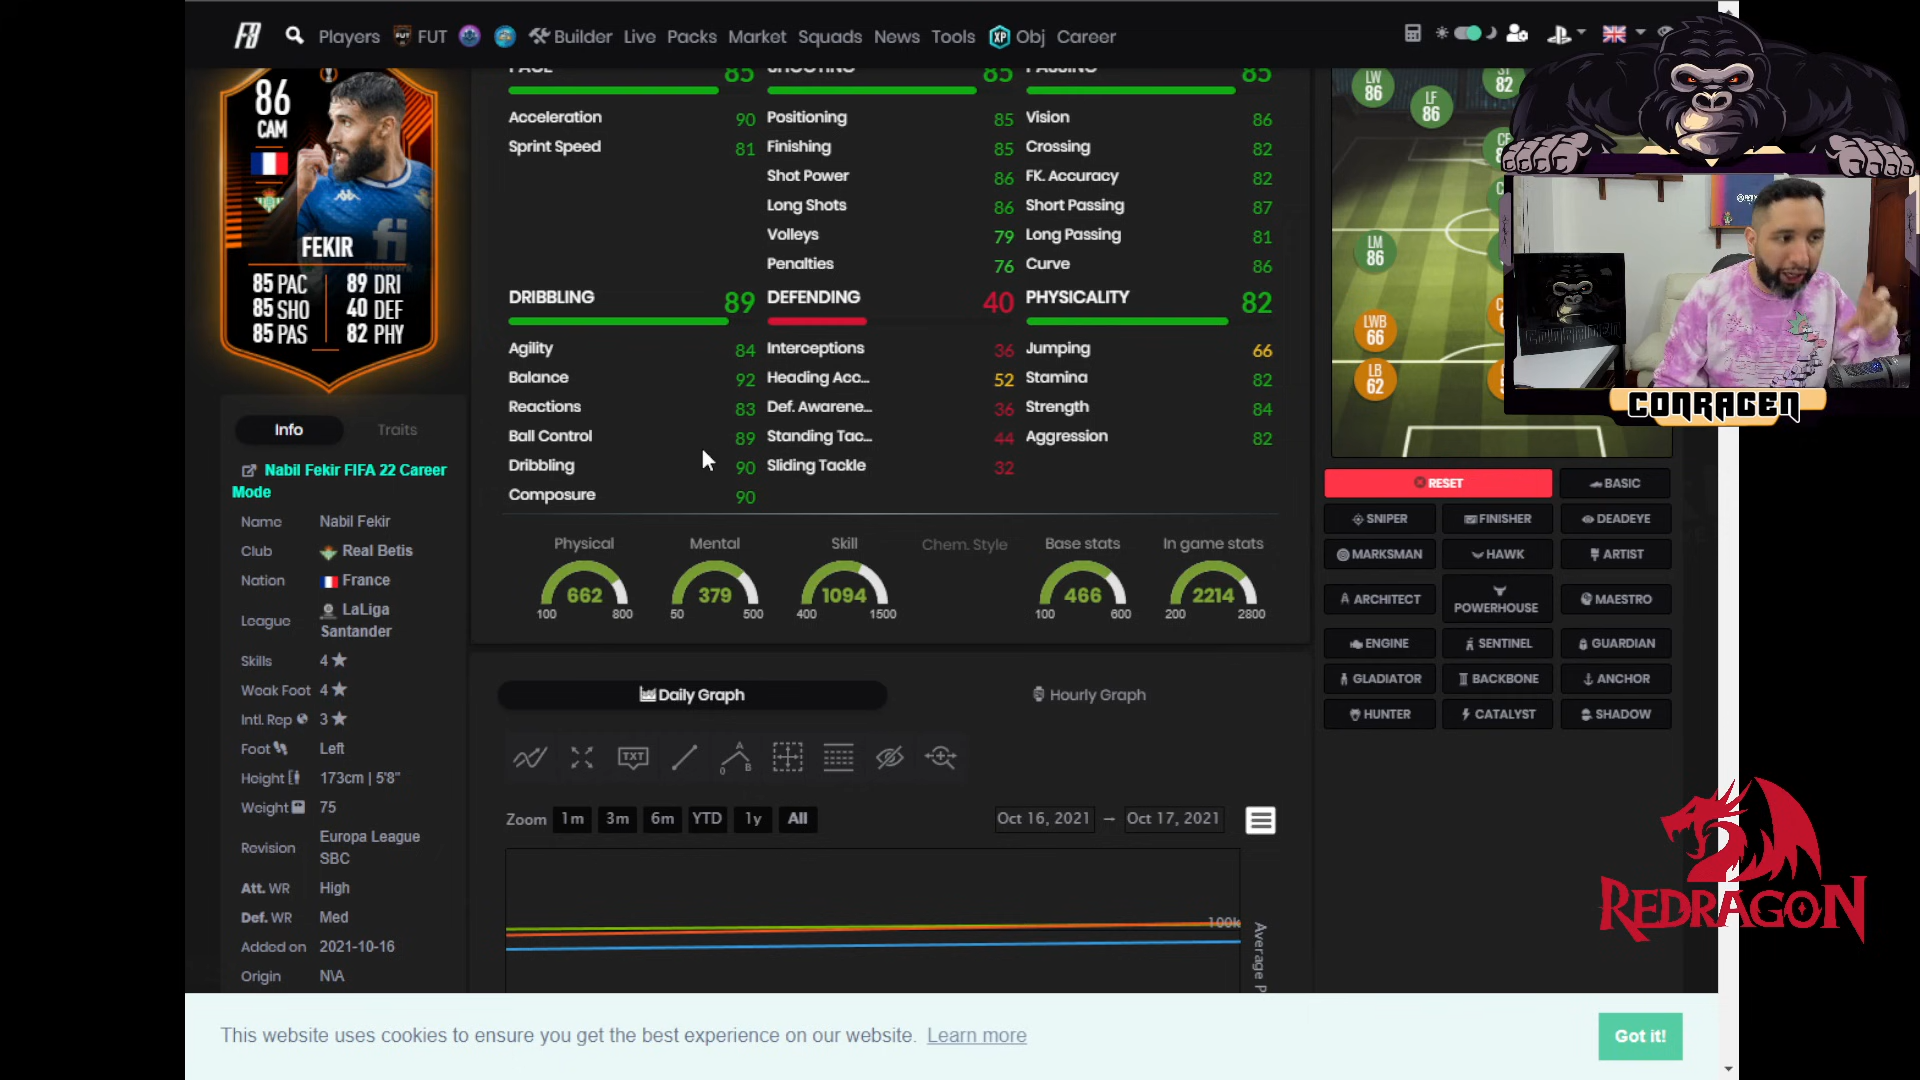 Players FUT Builder Live Packs Market Squads News Tools XP Obj Career
86
CAM
FEKIR
85 PAC 89 DRI
85 SHO 40 DEF
85 PAS 82 PHY
PACE 85 SHOOTING 85 PASSING 85
Acceleration 90 Positioning 85 Vision 86
Sprint Speed 81 Finishing 85 Crossing 82
Shot Power 86 FK. Accuracy 82
Long Shots 86 Short Passing 87
Volleys 79 Long Passing 81
Penalties 76 Curve 86
DRIBBLING 89 DEFENDING 40 PHYSICALITY 82
Agility 84 Interceptions 36 Jumping 66
Balance 92 Heading Acc... 52 Stamina 82
Reactions 83 Def. Awarene... 36 Strength 84
Ball Control 89 Standing Tac... 44 Aggression 82
Dribbling 90 Sliding Tackle 32
Composure 90
Physical Mental Skill Chem. Style Base stats In game stats
662 379 1094 466 2214
100 800 50 500 400 1500 100 600 200 2800
Info Traits
Nabil Fekir FIFA 22 Career
Mode
Name Nabil Fekir
Club Real Betis
Nation France
League LaLiga
Santander
Skills 4
Weak Foot 4
Intl. Rep 3
Foot Left
Height 173cm | 5'8"
Weight 75
Revision Europa League
SBC
Att. WR High
Def. WR Med
Added on 2021-10-16
Origin N\A
Daily Graph Hourly Graph
TXT
A
0 B
Zoom 1m 3m 6m YTD 1y All Oct 16, 2021 → Oct 17, 2021
100k
Average P
LW
86
LF
86
ST
82
LM
86
LWB
66
LB
62
CONRAGEN
RESET BASIC
SNIPER FINISHER DEADEYE
MARKSMAN HAWK ARTIST
ARCHITECT POWERHOUSE MAESTRO
ENGINE SENTINEL GUARDIAN
GLADIATOR BACKBONE ANCHOR
HUNTER CATALYST SHADOW
REDRAGON
This website uses cookies to ensure you get the best experience on our website. Learn more
Got it!